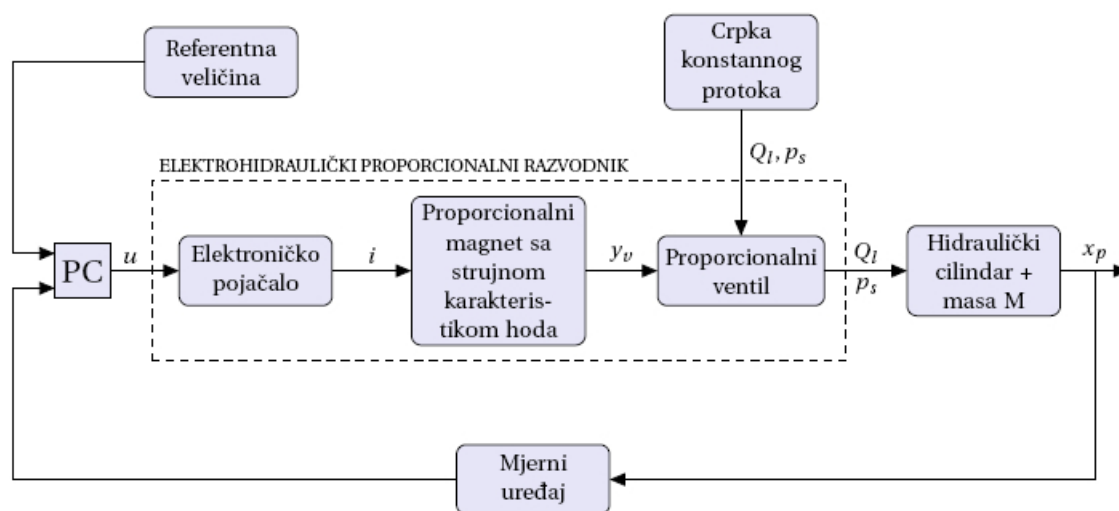 Referentna
veličina
Crpka
konstannog
protoka
Q_l, p_s
ELEKTROHIDRAULIČKI PROPORCIONALNI RAZVODNIK
PC
u
Elektroničko
pojačalo
i
Proporcionalni
magnet sa
strujnom
karakteris-
tikom hoda
y_v
Proporcionalni
ventil
Q_l
p_s
Hidraulički
cilindar +
masa M
x_p
Mjerni
uređaj